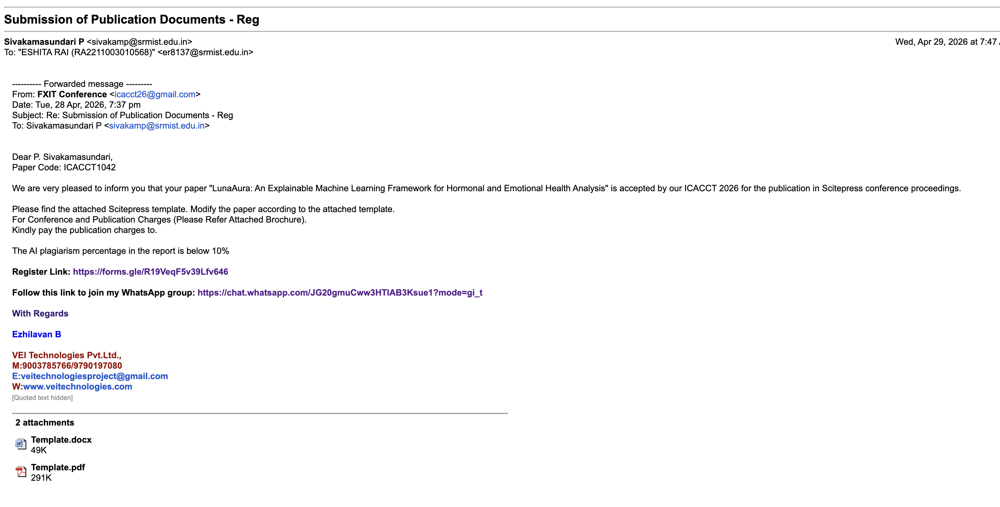 Submission of Publication Documents - Reg
Sivakamasundari P <sivakamp@srmist.edu.in>
Wed, Apr 29, 2026 at 7:47
To: "ESHITA RAI (RA2211003010568)" <er8137@srmist.edu.in>
---------- Forwarded message ---------
From: FXIT Conference <icacct26@gmail.com>
Date: Tue, 28 Apr, 2026, 7:37 pm
Subject: Re: Submission of Publication Documents - Reg
To: Sivakamasundari P <sivakamp@srmist.edu.in>
Dear P. Sivakamasundari,
Paper Code: ICACCT1042
We are very pleased to inform you that your paper "LunaAura: An Explainable Machine Learning Framework for Hormonal and Emotional Health Analysis" is accepted by our ICACCT 2026 for the publication in Scitepress conference proceedings.
Please find the attached Scitepress template. Modify the paper according to the attached template.
For Conference and Publication Charges (Please Refer Attached Brochure).
Kindly pay the publication charges to.
The AI plagiarism percentage in the report is below 10%
Register Link: https://forms.gle/R19VeqF5v39Lfv646
Follow this link to join my WhatsApp group: https://chat.whatsapp.com/JG20gmuCww3HTIAB3Ksue1?mode=gi_t
With Regards
Ezhilavan B
VEI Technologies Pvt.Ltd.,
M:9003785766/9790197080
E:veitechnologiesproject@gmail.com
W:www.veitechnologies.com
[Quoted text hidden]
2 attachments
Template.docx
49K
Template.pdf
291K